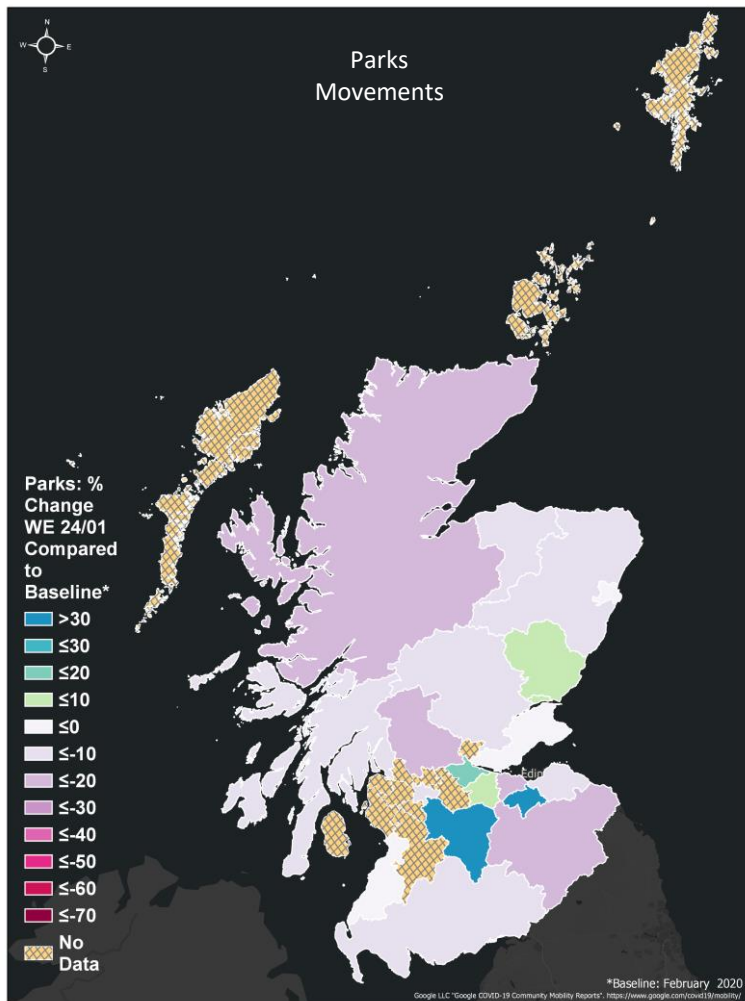 N
W E
S
Parks
Movements
Parks: %
Change
WE 24/01
Compared
to
Baseline*
>30
≤30
≤20
≤10
≤0
≤-10
≤-20
≤-30
≤-40
≤-50
≤-60
≤-70
No
Data
Edin
*Baseline: February 2020
Google LLC "Google COVID-19 Community Mobility Reports". https://www.google.com/covid19/mobility/